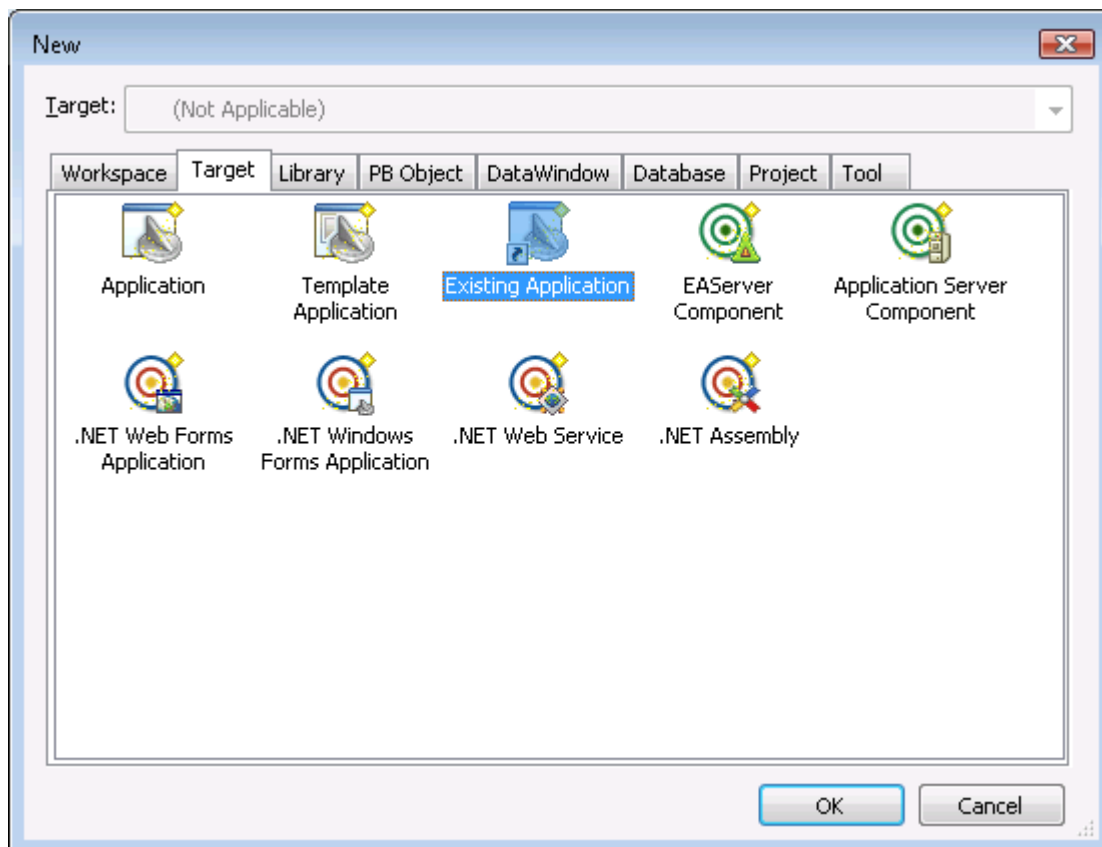 New
Target: (Not Applicable)
Workspace Target Library PB Object DataWindow Database Project Tool
Application Template Application Existing Application EAServer Component Application Server Component
.NET Web Forms Application .NET Windows Forms Application .NET Web Service .NET Assembly
OK Cancel